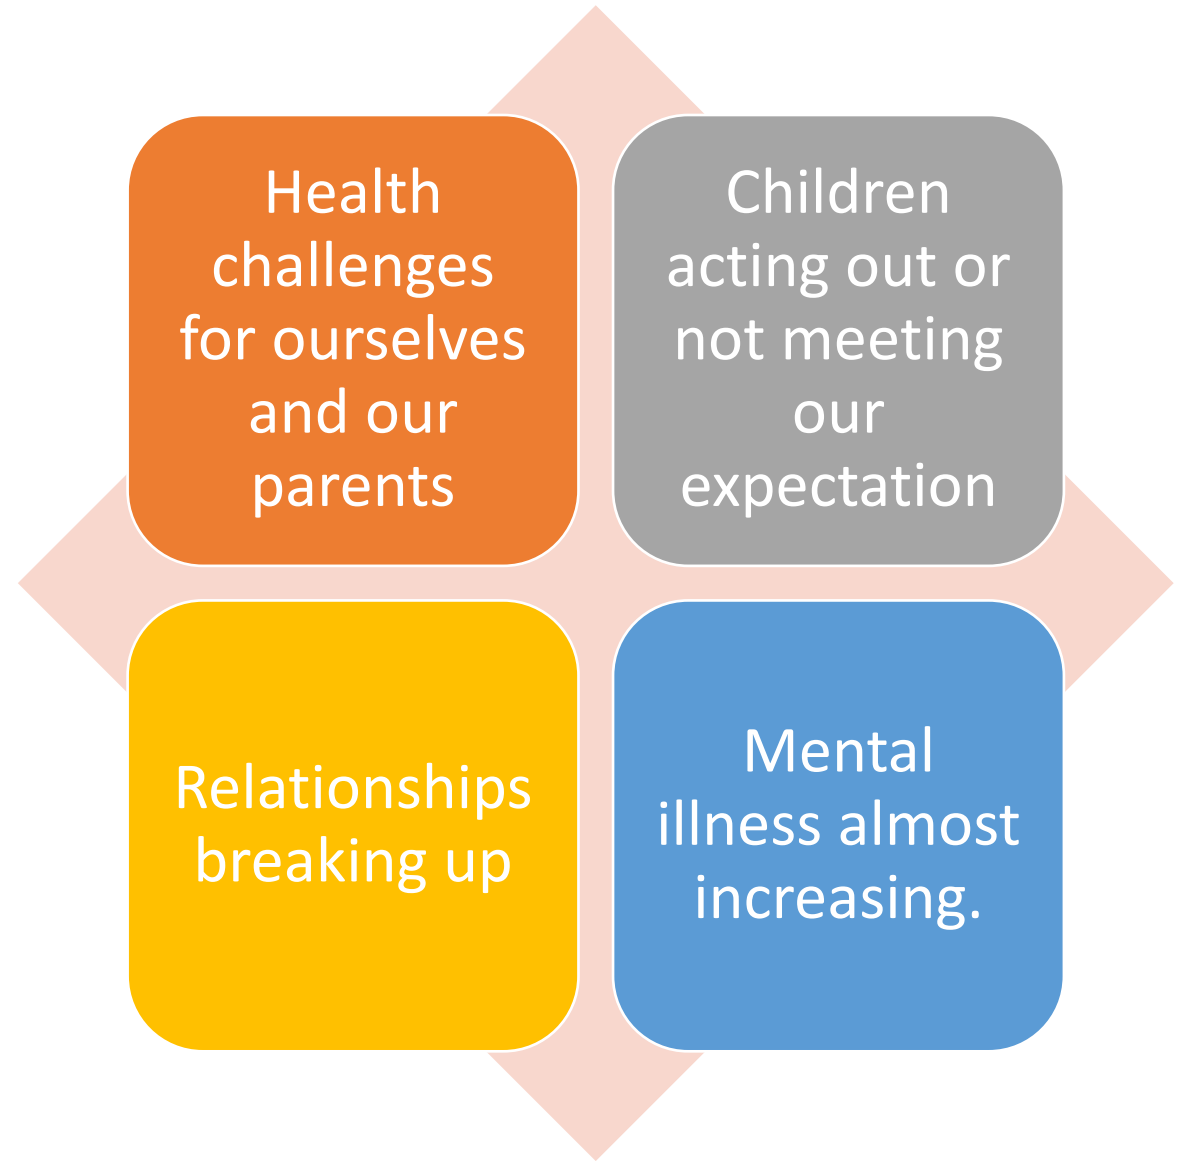 Health
challenges
for ourselves
and our
parents
Children
acting out or
not meeting
our
expectation
Relationships
breaking up
Mental
illness almost
increasing.